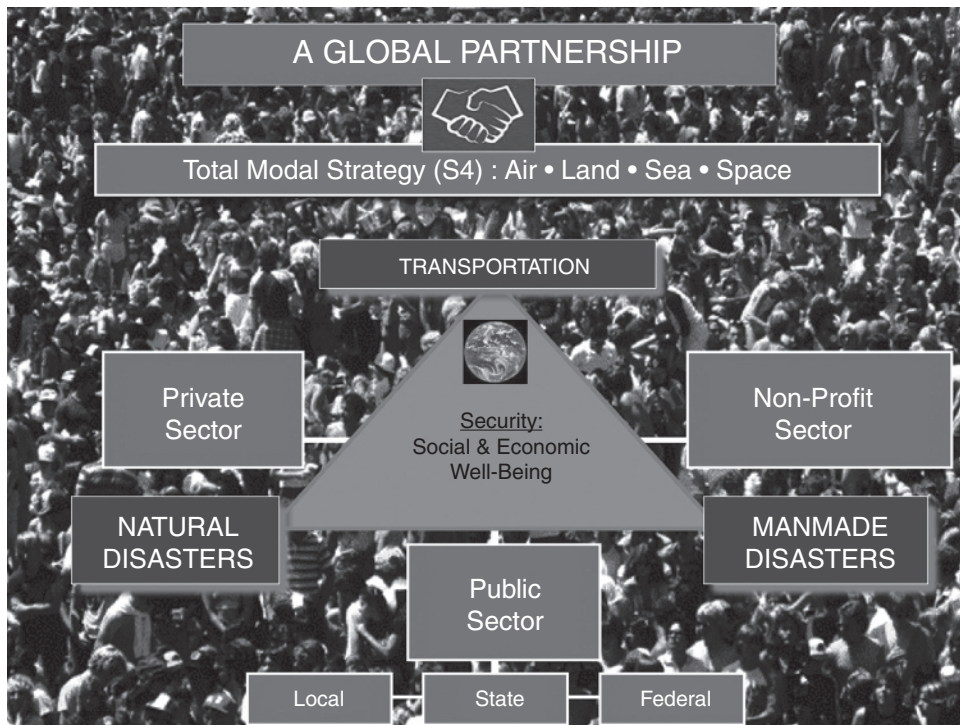 A GLOBAL PARTNERSHIP
Total Modal Strategy (S4) : Air • Land • Sea • Space
TRANSPORTATION
Private
Sector
Non-Profit
Sector
Security:
Social & Economic
Well-Being
NATURAL
DISASTERS
MANMADE
DISASTERS
Public
Sector
Local
State
Federal